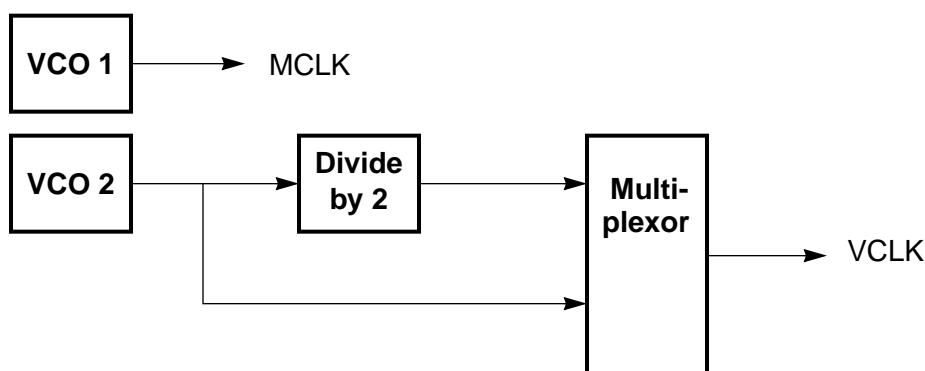 VCO 1
MCLK
VCO 2
Divide
by 2
Multi-
plexor
VCLK